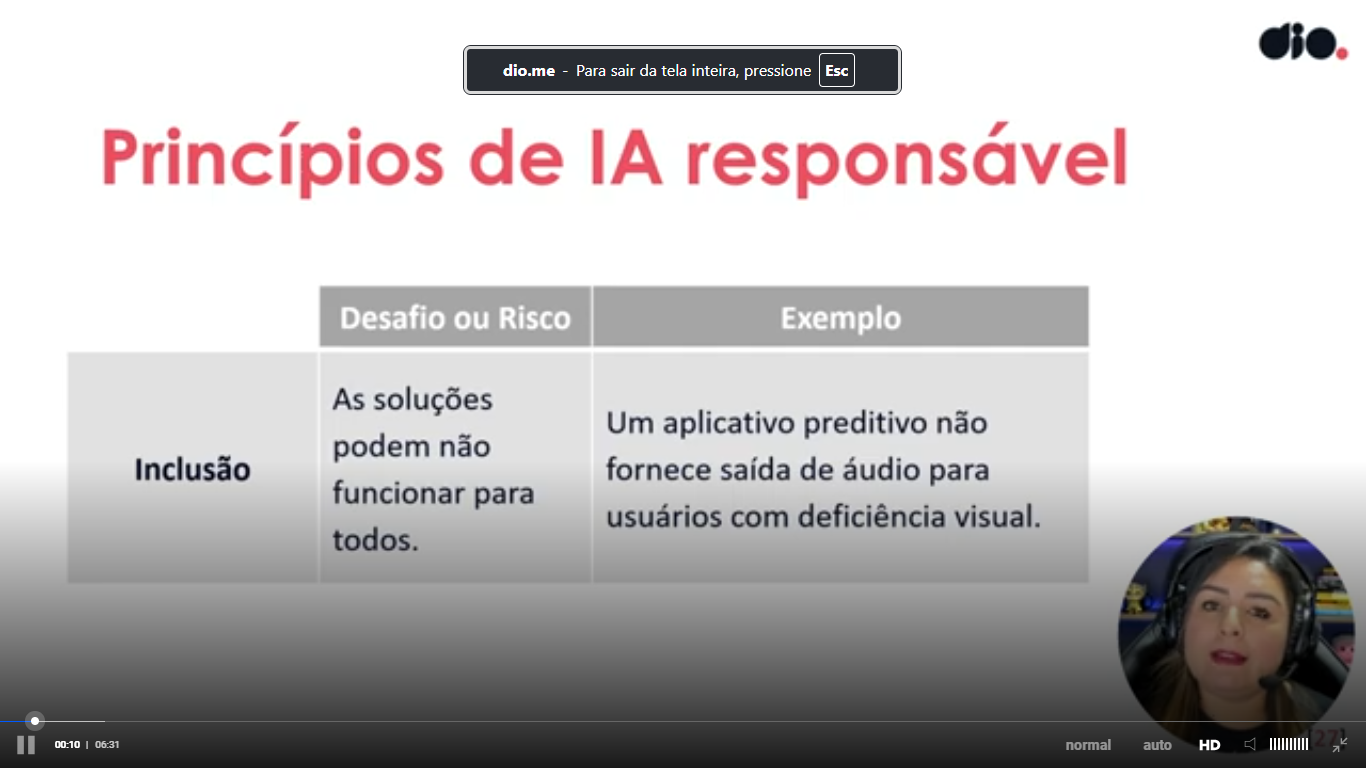 dio.
dio.me - Para sair da tela inteira, pressione Esc
Princípios de IA responsável
Desafio ou Risco
Exemplo
Inclusão
As soluções
podem não
funcionar para
todos.
Um aplicativo preditivo não
fornece saída de áudio para
usuários com deficiência visual.
[27]
00:10 | 06:31
normal
auto
HD